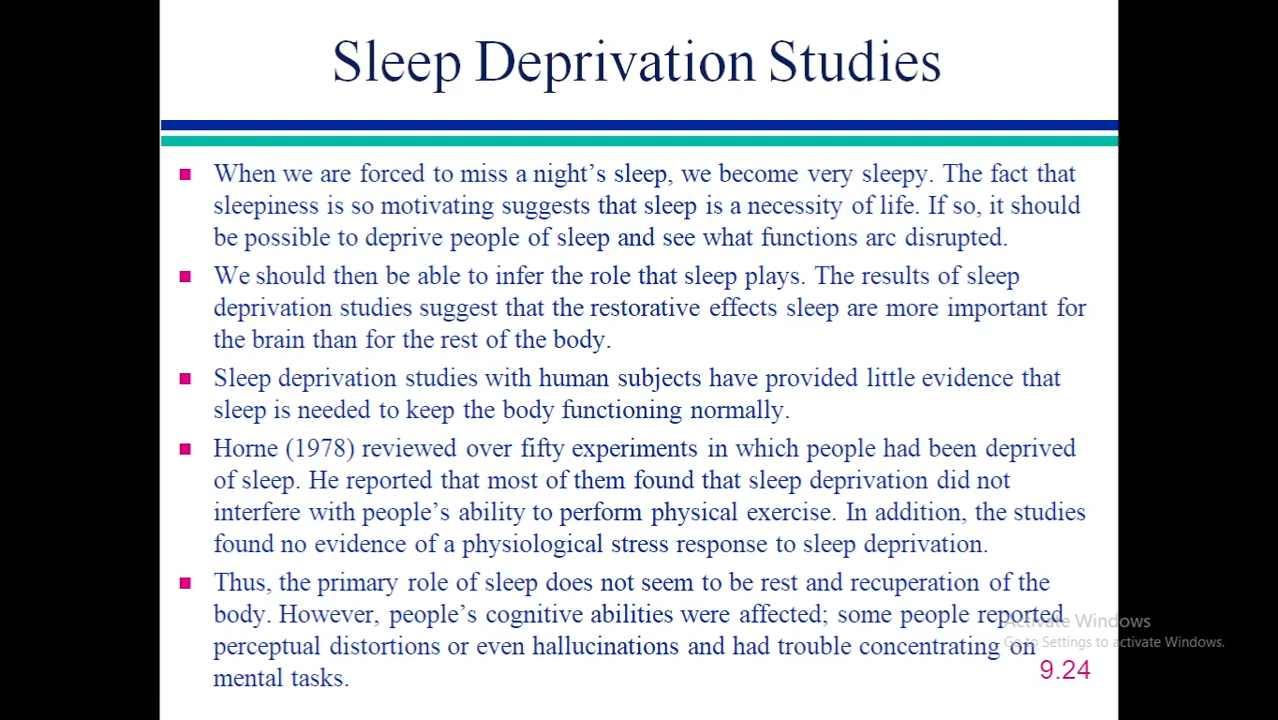 Sleep Deprivation Studies
When we are forced to miss a night's sleep, we become very sleepy. The fact that
sleepiness is so motivating suggests that sleep is a necessity of life. If so, it should
be possible to deprive people of sleep and see what functions arc disrupted.
We should then be able to infer the role that sleep plays. The results of sleep
deprivation studies suggest that the restorative effects sleep are more important for
the brain than for the rest of the body.
Sleep deprivation studies with human subjects have provided little evidence that
sleep is needed to keep the body functioning normally.
Horne (1978) reviewed over fifty experiments in which people had been deprived
of sleep. He reported that most of them found that sleep deprivation did not
interfere with people's ability to perform physical exercise. In addition, the studies
found no evidence of a physiological stress response to sleep deprivation.
Thus, the primary role of sleep does not seem to be rest and recuperation of the
body. However, people's cognitive abilities were affected; some people reported
perceptual distortions or even hallucinations and had trouble concentrating on
mental tasks.
Activate Windows
Go to Settings to activate Windows.
9.24